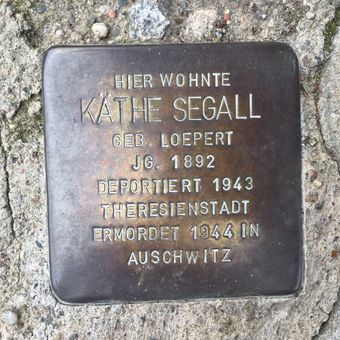 HIER WOHNTE
KÄTHE SEGALL
GEB. LOEPERT
JG. 1892
DEPORTIERT 1943
THERESIENSTADT
ERMORDET 1944 IN
AUSCHWITZ